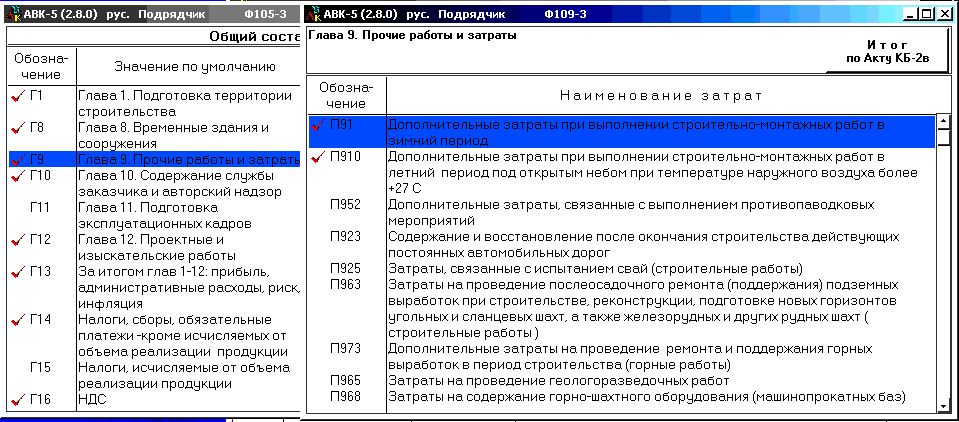 АВК-5 (2.8.0) рус. Подрядчик Ф105-3
Общий соста
Обозна-
чение
Значение по умолчанию
Г1 Глава 1. Подготовка территории
строительства
Г8 Глава 8. Временные здания и
сооружения
Г9 Глава 9. Прочие работы и затраты
Г10 Глава 10. Содержание службы
заказчика и авторский надзор
Г11 Глава 11. Подготовка
эксплуатационных кадров
Г12 Глава 12. Проектные и
изыскательские работы
Г13 За итогом глав 1-12: прибыль,
административные расходы, риск,
инфляция
Г14 Налоги, сборы, обязательные
платежи -кроме исчисляемых от
объема реализации продукции
Г15 Налоги, исчисляемые от объема
реализации продукции
Г16 НДС
АВК-5 (2.8.0) рус. Подрядчик Ф109-3
Глава 9. Прочие работы и затраты
Итог
по Акту КБ-2в
Обозна-
чение
Наименование затрат
П91 Дополнительные затраты при выполнении строительно-монтажных работ в
зимний период
П910 Дополнительные затраты при выполнении строительно-монтажных работ в
летний период под открытым небом при температуре наружного воздуха более
+27 С
П952 Дополнительные затраты, связанные с выполнением противопаводковых
мероприятий
П923 Содержание и восстановление после окончания строительства действующих
постоянных автомобильных дорог
П925 Затраты, связанные с испытанием свай (строительные работы)
П963 Затраты на проведение послеосадочного ремонта (поддержания) подземных
выработок при строительстве, реконструкции, подготовке новых горизонтов
угольных и сланцевых шахт, а также железорудных и других рудных шахт (
строительные работы )
П973 Дополнительные затраты на проведение ремонта и поддержания горных
выработок в период строительства (горные работы)
П965 Затраты на проведение геологоразведочных работ
П968 Затраты на содержание горно-шахтного оборудования (машинопрокатных баз)